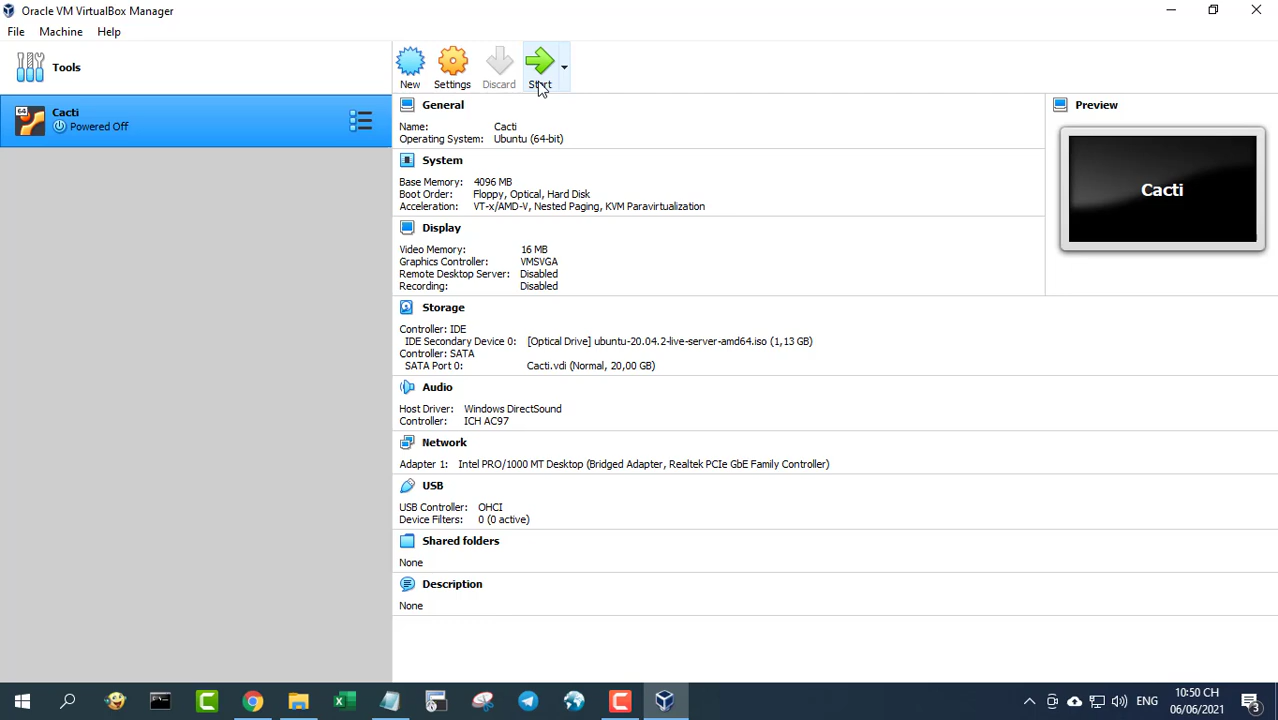 Oracle VM VirtualBox Manager
File Machine Help
Tools
New Settings Discard Start
64 Cacti
Powered Off
General
Name: Cacti
Operating System: Ubuntu (64-bit)
System
Base Memory: 4096 MB
Boot Order: Floppy, Optical, Hard Disk
Acceleration: VT-x/AMD-V, Nested Paging, KVM Paravirtualization
Display
Video Memory: 16 MB
Graphics Controller: VMSVGA
Remote Desktop Server: Disabled
Recording: Disabled
Storage
Controller: IDE
IDE Secondary Device 0: [Optical Drive] ubuntu-20.04.2-live-server-amd64.iso (1,13 GB)
Controller: SATA
SATA Port 0: Cacti.vdi (Normal, 20,00 GB)
Audio
Host Driver: Windows DirectSound
Controller: ICH AC97
Network
Adapter 1: Intel PRO/1000 MT Desktop (Bridged Adapter, Realtek PCIe GbE Family Controller)
USB
USB Controller: OHCI
Device Filters: 0 (0 active)
Shared folders
None
Description
None
Preview
Cacti
ENG
10:50 CH
06/06/2021
3